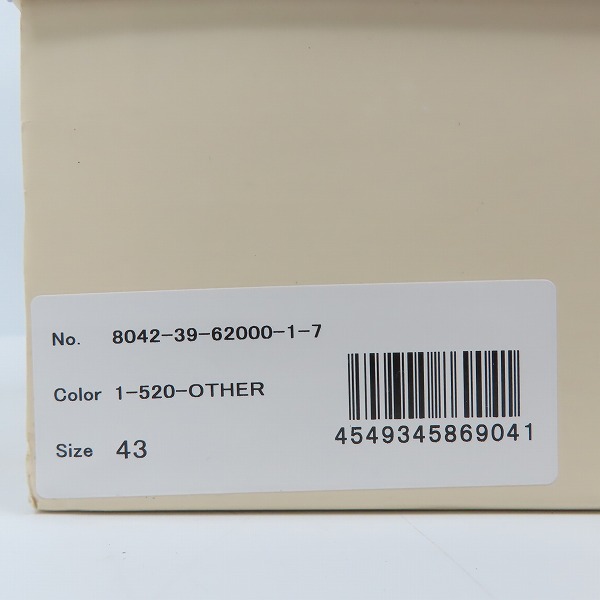 No. 8042-39-62000-1-7
Color 1-520-OTHER
Size 43
4549345869041